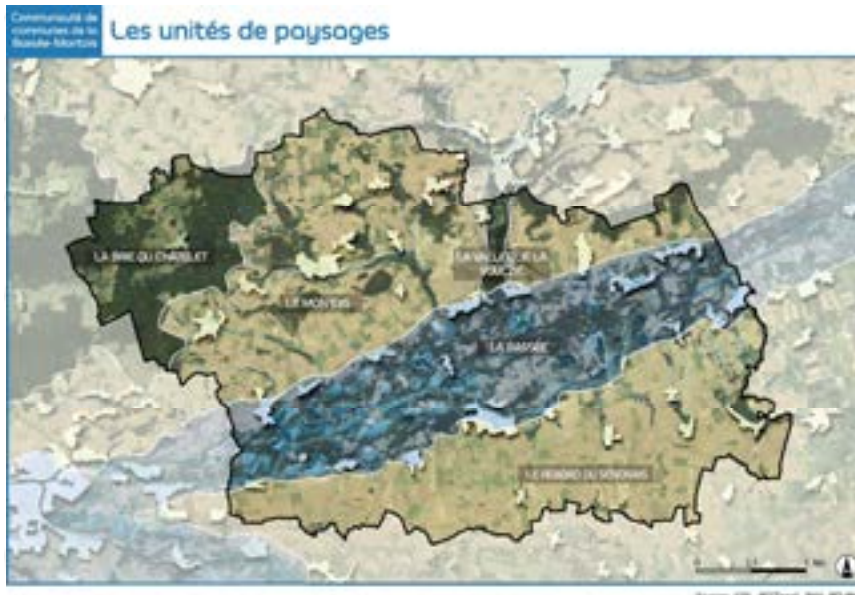 Communauté de
communes de la
Bassée-Montois
Les unités de paysages
LA BRIE DU CHÂTELET
LA VALLÉE DE LA
VOULZIE
LE MONTOIS
LA BASSÉE
LE REBORD DU SÉNONAIS